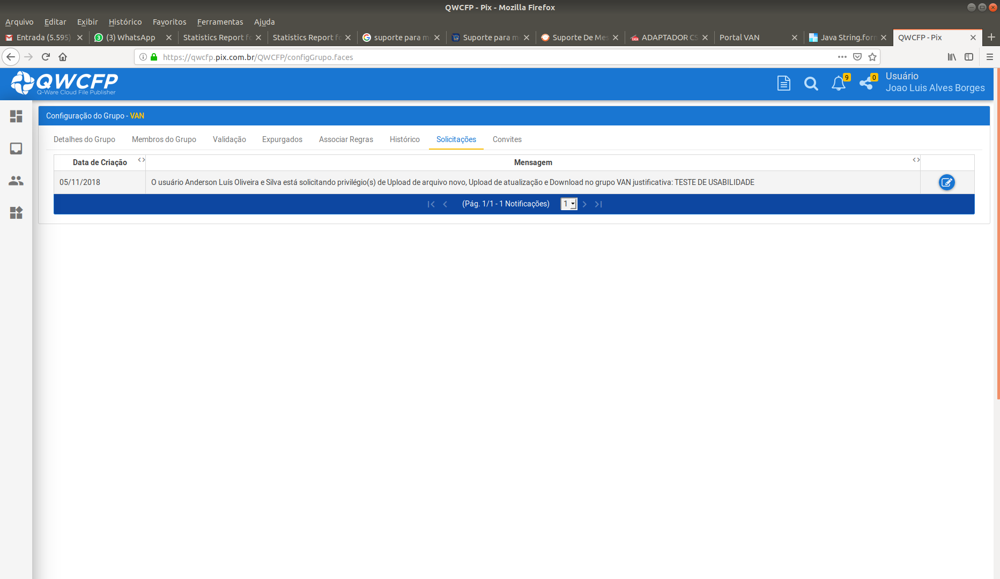 QWCFP - Pix - Mozilla Firefox
Arquivo Editar Exibir Histórico Favoritos Ferramentas Ajuda
Entrada (5.595) (3) WhatsApp Statistics Report fo Statistics Report fo suporte para m Suporte para m Suporte De Mes ADAPTADOR CS Portal VAN Java String.form QWCFP - Pix
https://qwcfp.pix.com.br/QWCFP/configGrupo.faces
QWCFP
Q-Ware Cloud File Publisher
9
0
Usuário
Joao Luis Alves Borges
Configuração do Grupo - VAN
Detalhes do Grupo Membros do Grupo Validação Expurgados Associar Regras Histórico Solicitações Convites
Data de Criação Mensagem
05/11/2018 O usuário Anderson Luís Oliveira e Silva está solicitando privilégio(s) de Upload de arquivo novo, Upload de atualização e Download no grupo VAN justificativa: TESTE DE USABILIDADE
(Pág. 1/1 - 1 Notificações) 1